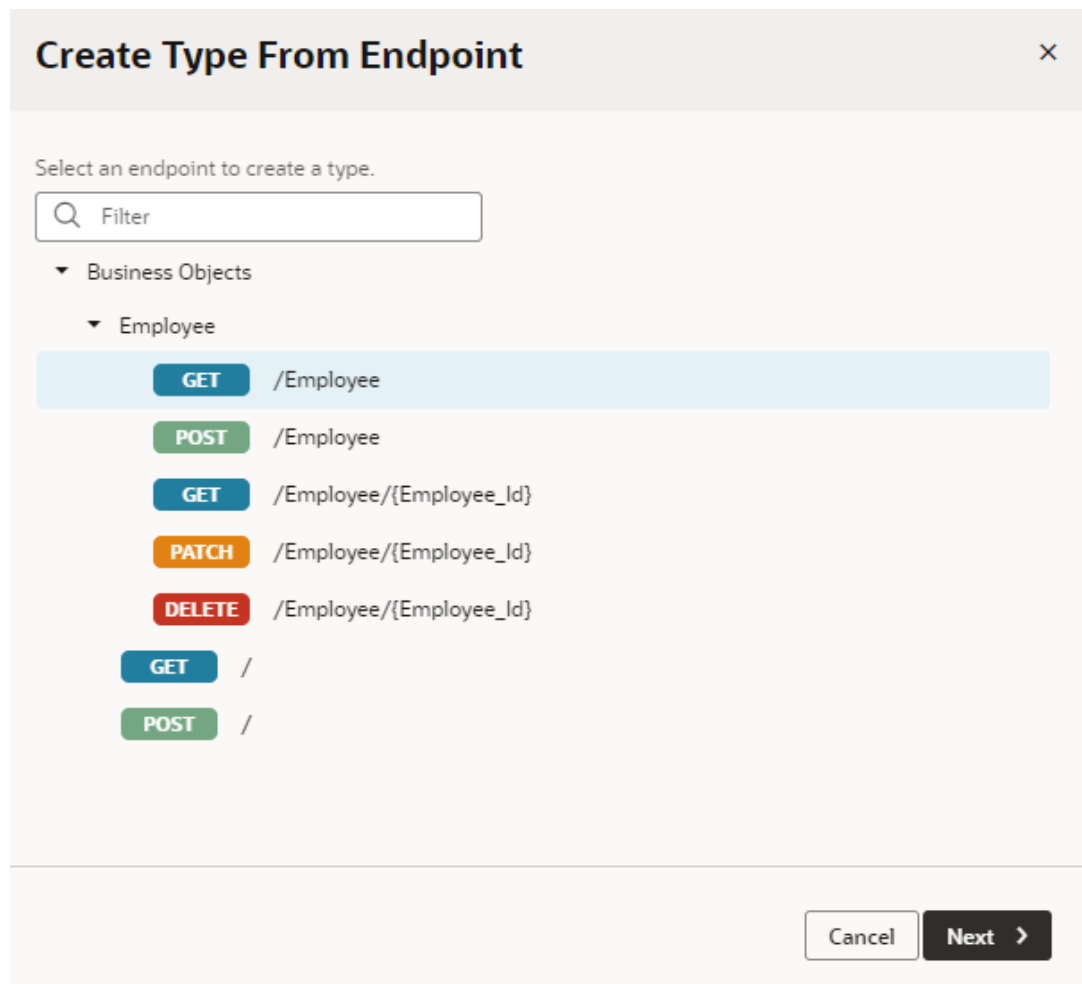 Create Type From Endpoint
Select an endpoint to create a type.
Filter
Business Objects
Employee
GET /Employee
POST /Employee
GET /Employee/{Employee_Id}
PATCH /Employee/{Employee_Id}
DELETE /Employee/{Employee_Id}
GET /
POST /
Cancel Next